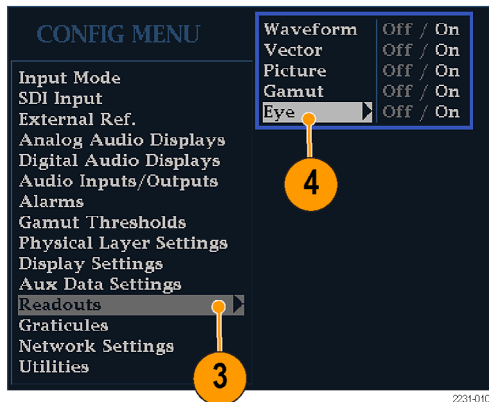 CONFIG MENU
Input Mode
SDI Input
External Ref.
Analog Audio Displays
Digital Audio Displays
Audio Inputs/Outputs
Alarms
Gamut Thresholds
Physical Layer Settings
Display Settings
Aux Data Settings
Readouts
Graticules
Network Settings
Utilities
3
Waveform Off / On
Vector Off / On
Picture Off / On
Gamut Off / On
Eye Off / On
4
2231-010